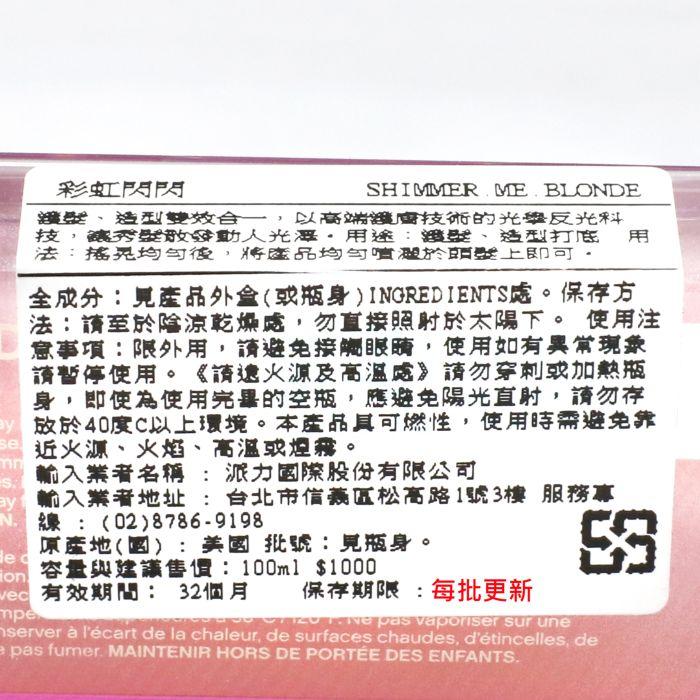 彩虹閃閃 SHIMMER.ME.BLONDE
護髮、造型雙效合一，以高端護膚技術的光學反光科
技，讓秀髮散發動人光澤。用途：護髮、造型打底 用
法：搖晃均勻後，將產品均勻噴灑於頭髮上即可。
全成分：見產品外盒(或瓶身)INGREDIENTS處。保存方
法：請至於陰涼乾燥處，勿直接照射於太陽下。 使用注
意事項：限外用，請避免接觸眼睛，使用如有異常現象
請暫停使用。《請遠火源及高溫處》請勿穿刺或加熱瓶
身，即使為使用完畢的空瓶，應避免陽光直射，請勿存
放於40度C以上環境。本產品具可燃性，使用時需避免靠
近火源、火焰、高溫或煙霧。
輸入業者名稱 : 派力國際股份有限公司
輸入業者地址 : 台北市信義區松高路1號3樓 服務專
線 : (02)8786-9198
原產地(國) : 美國 批號：見瓶身。
容量與建議售價：100ml $1000
有效期間： 32個月 保存期限 :每批更新
Ne pas vaporiser sur une
nserver à l'écart de la chaleur, de surfaces chaudes, d'étincelles, de
pas fumer. MAINTENIR HORS DE PORTÉE DES ENFANTS.